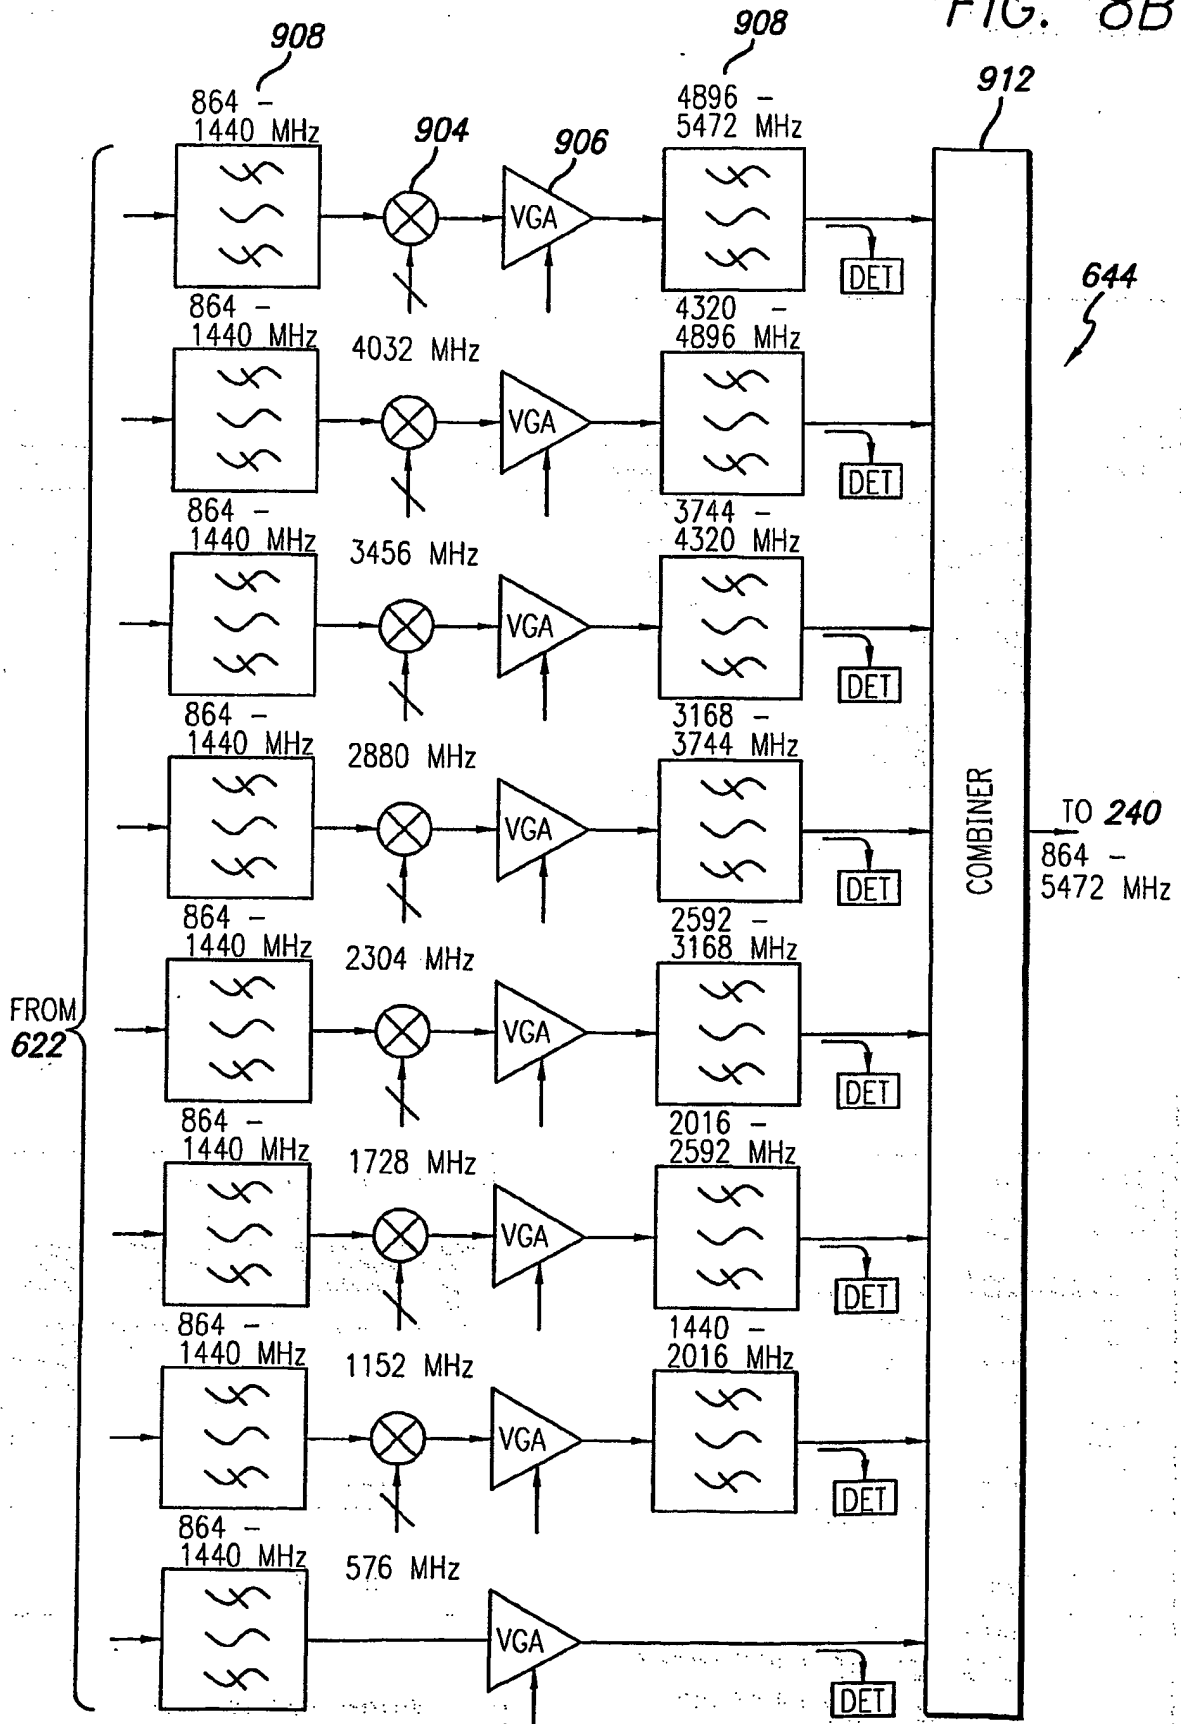 FIG. 8B
908
908
912
864 -
1440 MHz
904
906
4896 -
5472 MHz
VGA
DET
644
864 -
1440 MHz
4032 MHz
4320 -
4896 MHz
VGA
DET
864 -
1440 MHz
3456 MHz
3744 -
4320 MHz
VGA
DET
864 -
1440 MHz
2880 MHz
3168 -
3744 MHz
VGA
DET
COMBINER
TO 240
864 -
5472 MHz
864 -
1440 MHz
2304 MHz
2592 -
3168 MHz
VGA
DET
FROM
622
864 -
1440 MHz
1728 MHz
2016 -
2592 MHz
VGA
DET
864 -
1440 MHz
1152 MHz
1440 -
2016 MHz
VGA
DET
864 -
1440 MHz
576 MHz
VGA
DET